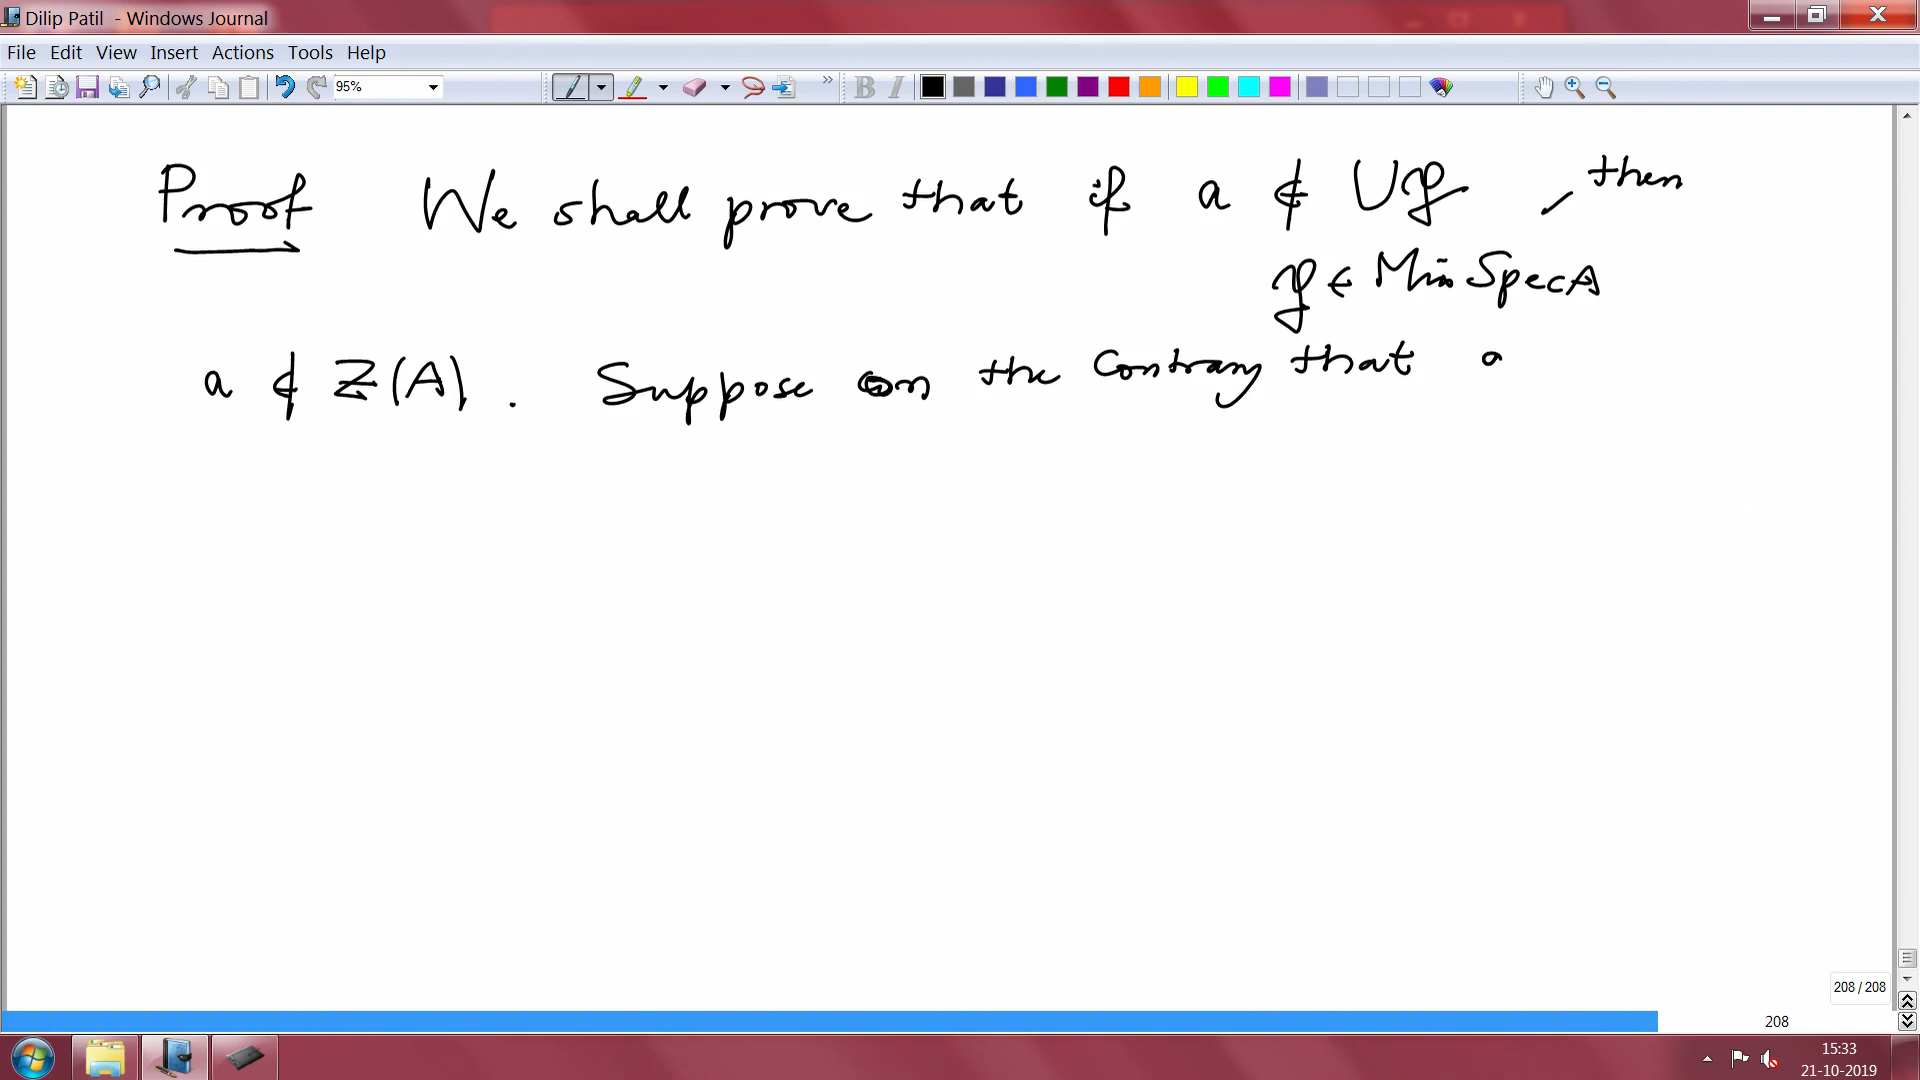 Dilip Patil - Windows Journal
File Edit View Insert Actions Tools Help
95%
Proof We shall prove that if a ∉ ∪𝔭 , then
𝔭 ∈ Min Spec A
a ∉ Z(A) . Suppose on the Contrary that a
208 / 208
208
15:33
21-10-2019